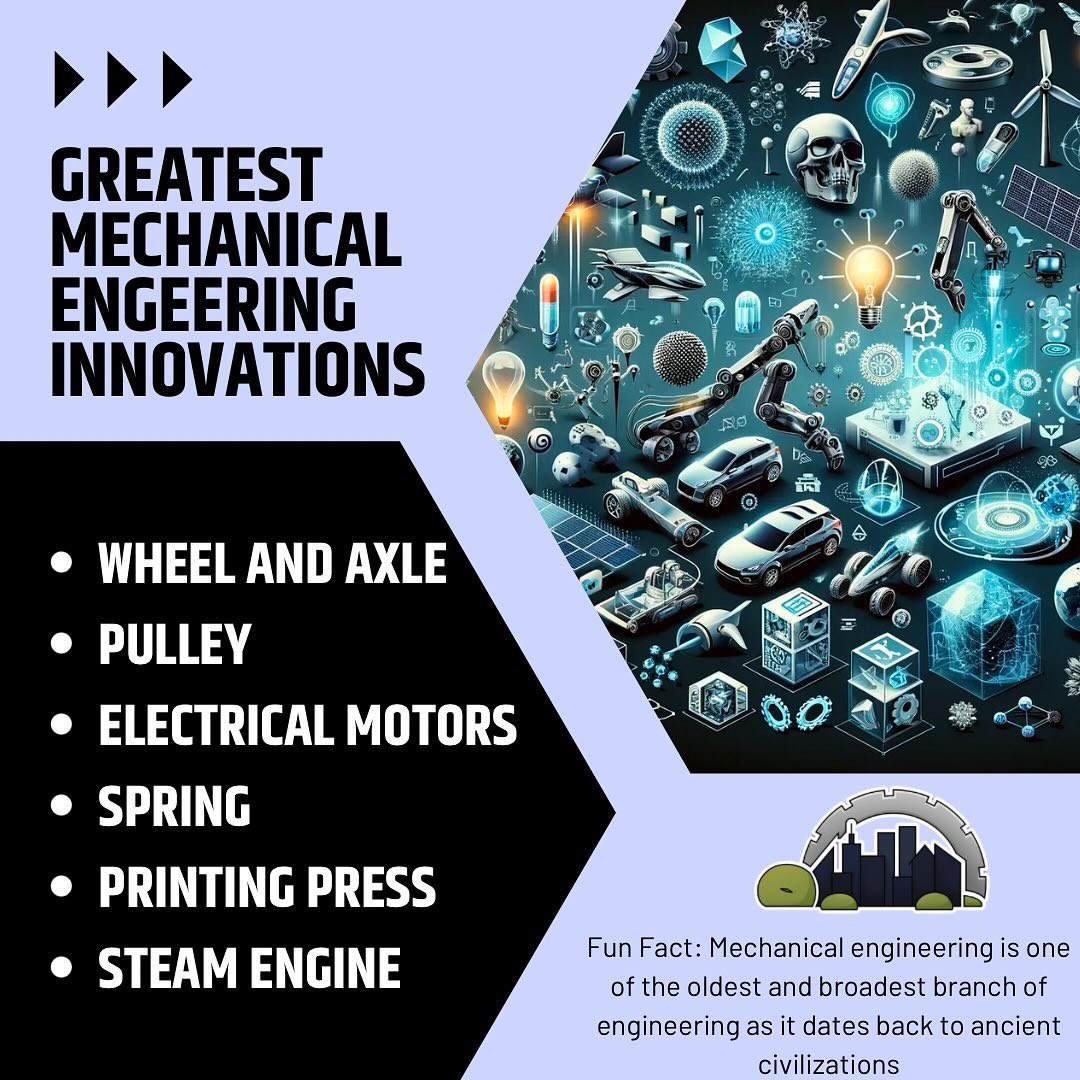 GREATEST
MECHANICAL
ENGEERING
INNOVATIONS
WHEEL AND AXLE
PULLEY
ELECTRICAL MOTORS
SPRING
PRINTING PRESS
STEAM ENGINE
Fun Fact: Mechanical engineering is one
of the oldest and broadest branch of
engineering as it dates back to ancient
civilizations